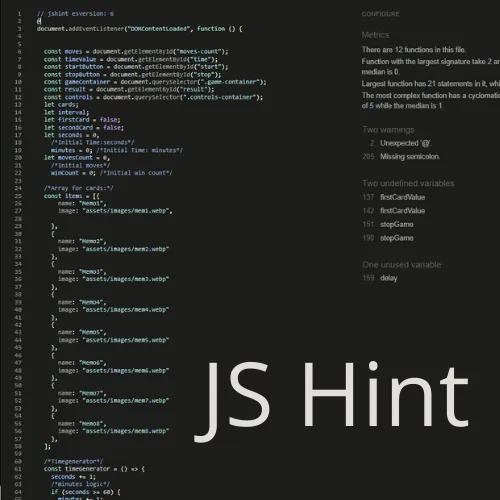 1 // jshint esversion: 6
2 @
3 document.addEventListener("DOMContentLoaded", function () {
4
5
6 const moves = document.getElementById("moves-count");
7 const timeValue = document.getElementById("time");
8 const startButton = document.getElementById("start");
9 const stopButton = document.getElementById("stop");
10 const gameContainer = document.querySelector(".game-container");
11 const result = document.getElementById("result");
12 const controls = document.querySelector(".controls-container");
13 let cards;
14 let interval;
15 let firstCard = false;
16 let secondCard = false;
17 let seconds = 0,
18 /*Initial Time:seconds*/
19 minutes = 0; /*Initial Time: minutes*/
20 let movesCount = 0,
21 /*Initial moves*/
22 winCount = 0; /*Initial win count*/
23
24 /*Array for cards:*/
25 const items = [{
26 name: "Memo1",
27 image: "assets/images/mem1.webp",
28
29 },
30 {
31 name: "Memo2",
32 image: "assets/images/mem2.webp"
33 },
34 {
35 name: "Memo3",
36 image: "assets/images/mem3.webp"
37 },
38 {
39 name: "Memo4",
40 image: "assets/images/mem4.webp"
41 },
42 {
43 name: "Memo5",
44 image: "assets/images/mem5.webp"
45 },
46 {
47 name: "Memo6",
48 image: "assets/images/mem6.webp"
49 },
50 {
51 name: "Memo7",
52 image: "assets/images/mem7.webp"
53 },
54 {
55 name: "Memo8",
56 image: "assets/images/mem8.webp"
57 },
58 ];
59
60 /*Timegenerator*/
61 const timeGenerator = () => {
62 seconds += 1;
63 /*minutes logic*/
64 if (seconds >= 60) {
65 minutes += 1;
CONFIGURE
Metrics
There are 12 functions in this file.
Function with the largest signature take 2 ar
median is 0.
Largest function has 21 statements in it, whi
The most complex function has a cyclomat
of 5 while the median is 1.
Two warnings
2 Unexpected '@'.
205 Missing semicolon.
Two undefined variables
137 firstCardValue
142 firstCardValue
151 stopGame
190 stopGame
One unused variable
159 delay
JS Hint